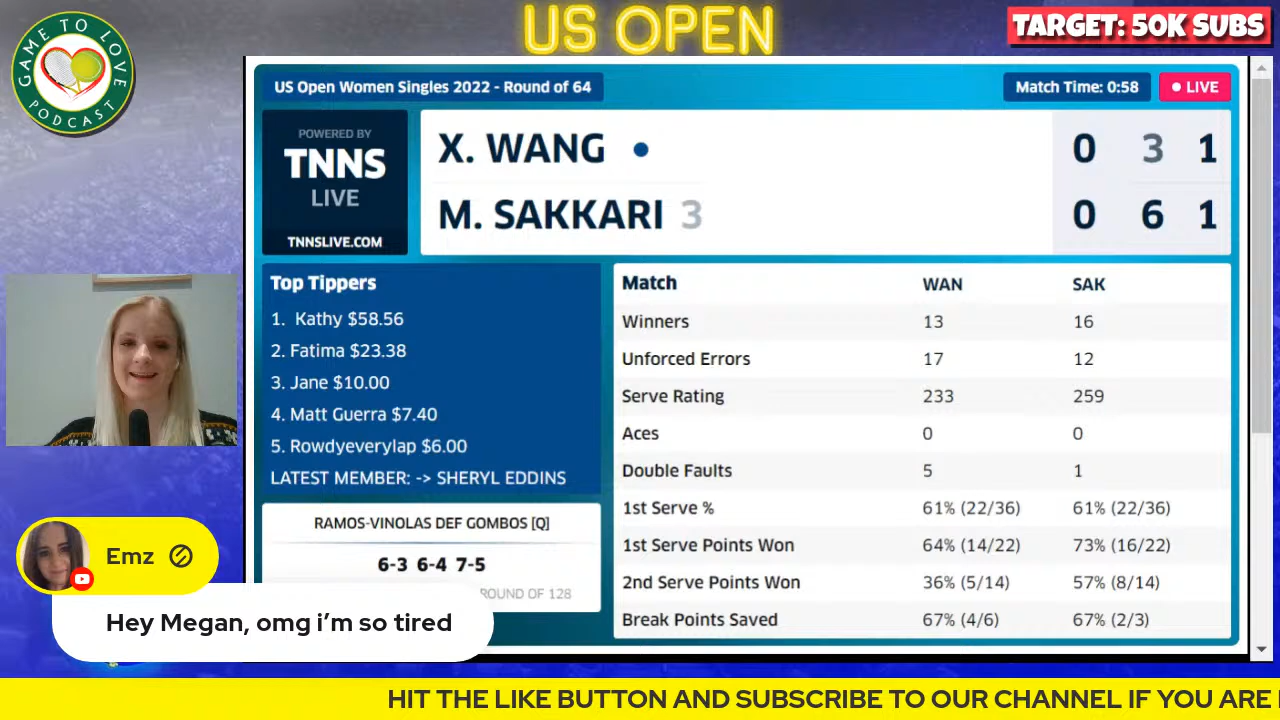 GAME TO LOVE
PODCAST
US OPEN
TARGET: 50K SUBS
US Open Women Singles 2022 - Round of 64
Match Time: 0:58
LIVE
POWERED BY
TNNS
LIVE
TNNSLIVE.COM
X. WANG 0 3 1
M. SAKKARI 3 0 6 1
Top Tippers
1. Kathy $58.56
2. Fatima $23.38
3. Jane $10.00
4. Matt Guerra $7.40
5. Rowdyeverylap $6.00
LATEST MEMBER: -> SHERYL EDDINS
RAMOS-VINOLAS DEF GOMBOS [Q]
6-3 6-4 7-5
ROUND OF 128
Match WAN SAK
Winners 13 16
Unforced Errors 17 12
Serve Rating 233 259
Aces 0 0
Double Faults 5 1
1st Serve % 61% (22/36) 61% (22/36)
1st Serve Points Won 64% (14/22) 73% (16/22)
2nd Serve Points Won 36% (5/14) 57% (8/14)
Break Points Saved 67% (4/6) 67% (2/3)
Emz
Hey Megan, omg i'm so tired
HIT THE LIKE BUTTON AND SUBSCRIBE TO OUR CHANNEL IF YOU ARE